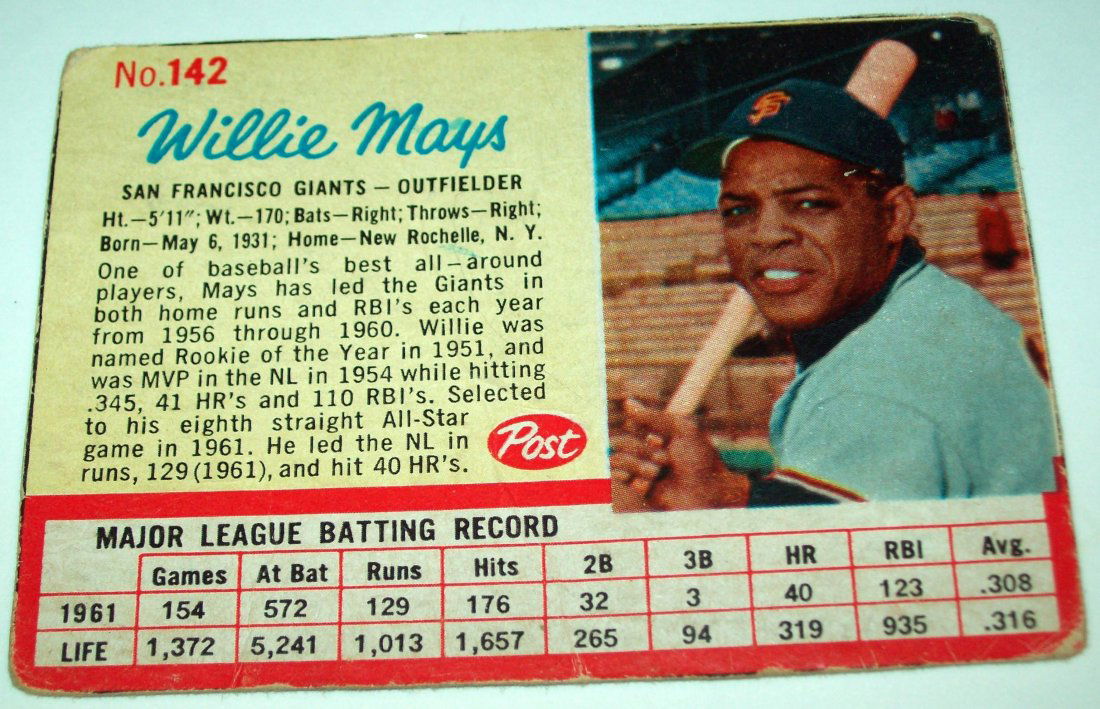 No.142
Willie Mays
SAN FRANCISCO GIANTS – OUTFIELDER
Ht.–5'11"; Wt.–170; Bats–Right; Throws–Right;
Born–May 6, 1931; Home–New Rochelle, N. Y.
One of baseball's best all–around
players, Mays has led the Giants in
both home runs and RBI's each year
from 1956 through 1960. Willie was
named Rookie of the Year in 1951, and
was MVP in the NL in 1954 while hitting
.345, 41 HR's and 110 RBI's. Selected
to his eighth straight All-Star
game in 1961. He led the NL in
runs, 129 (1961), and hit 40 HR's.
Post
SF
MAJOR LEAGUE BATTING RECORD
Games At Bat Runs Hits 2B 3B HR RBI Avg.
1961 154 572 129 176 32 3 40 123 .308
LIFE 1,372 5,241 1,013 1,657 265 94 319 935 .316